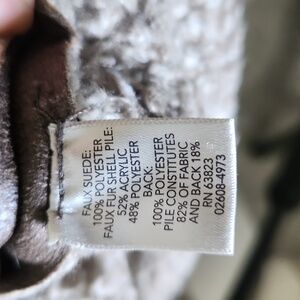 FAUX SUEDE:
100% POLYESTER
FAUX FUR SHELL PILE:
52% ACRYLIC
48% POLYESTER
BACK:
100% POLYESTER
PILE CONSTITUTES
82% OF FABRIC
AND UBTRA 18%
RN 63823
02608-4973